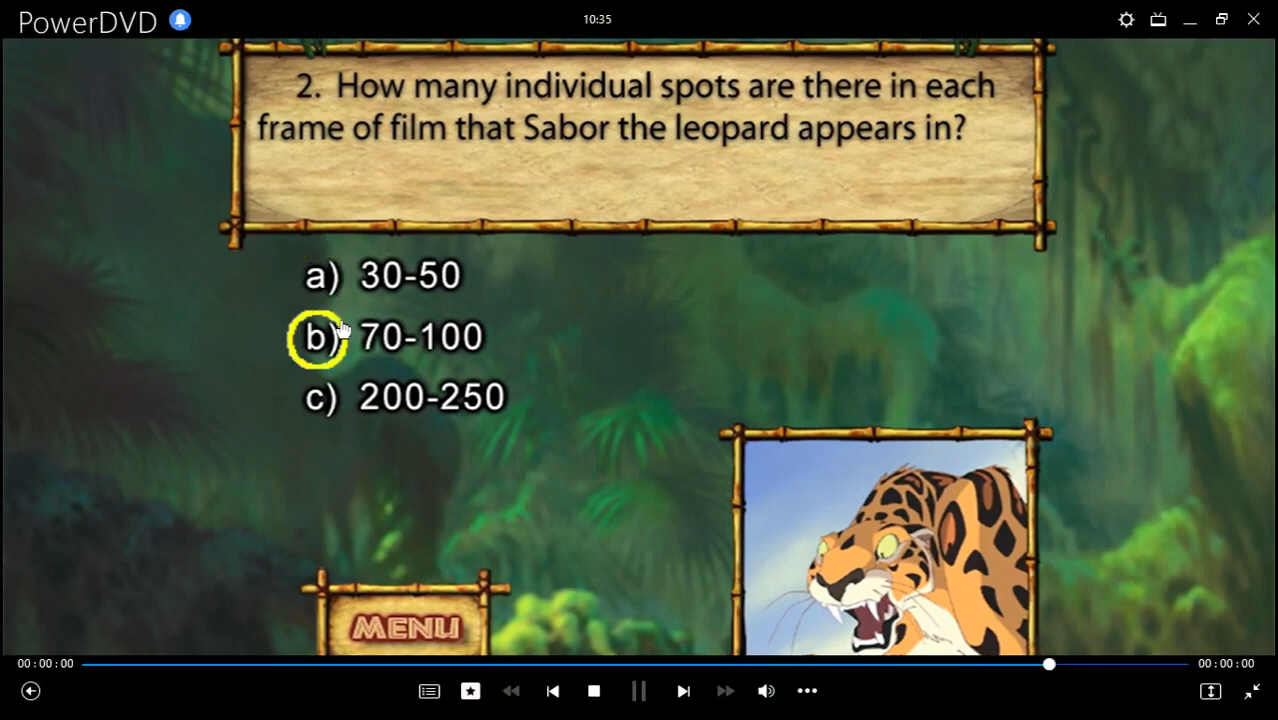 PowerDVD
10:35
2. How many individual spots are there in each
frame of film that Sabor the leopard appears in?
a) 30-50
b) 70-100
c) 200-250
MENU
00:00:00
00:00:00